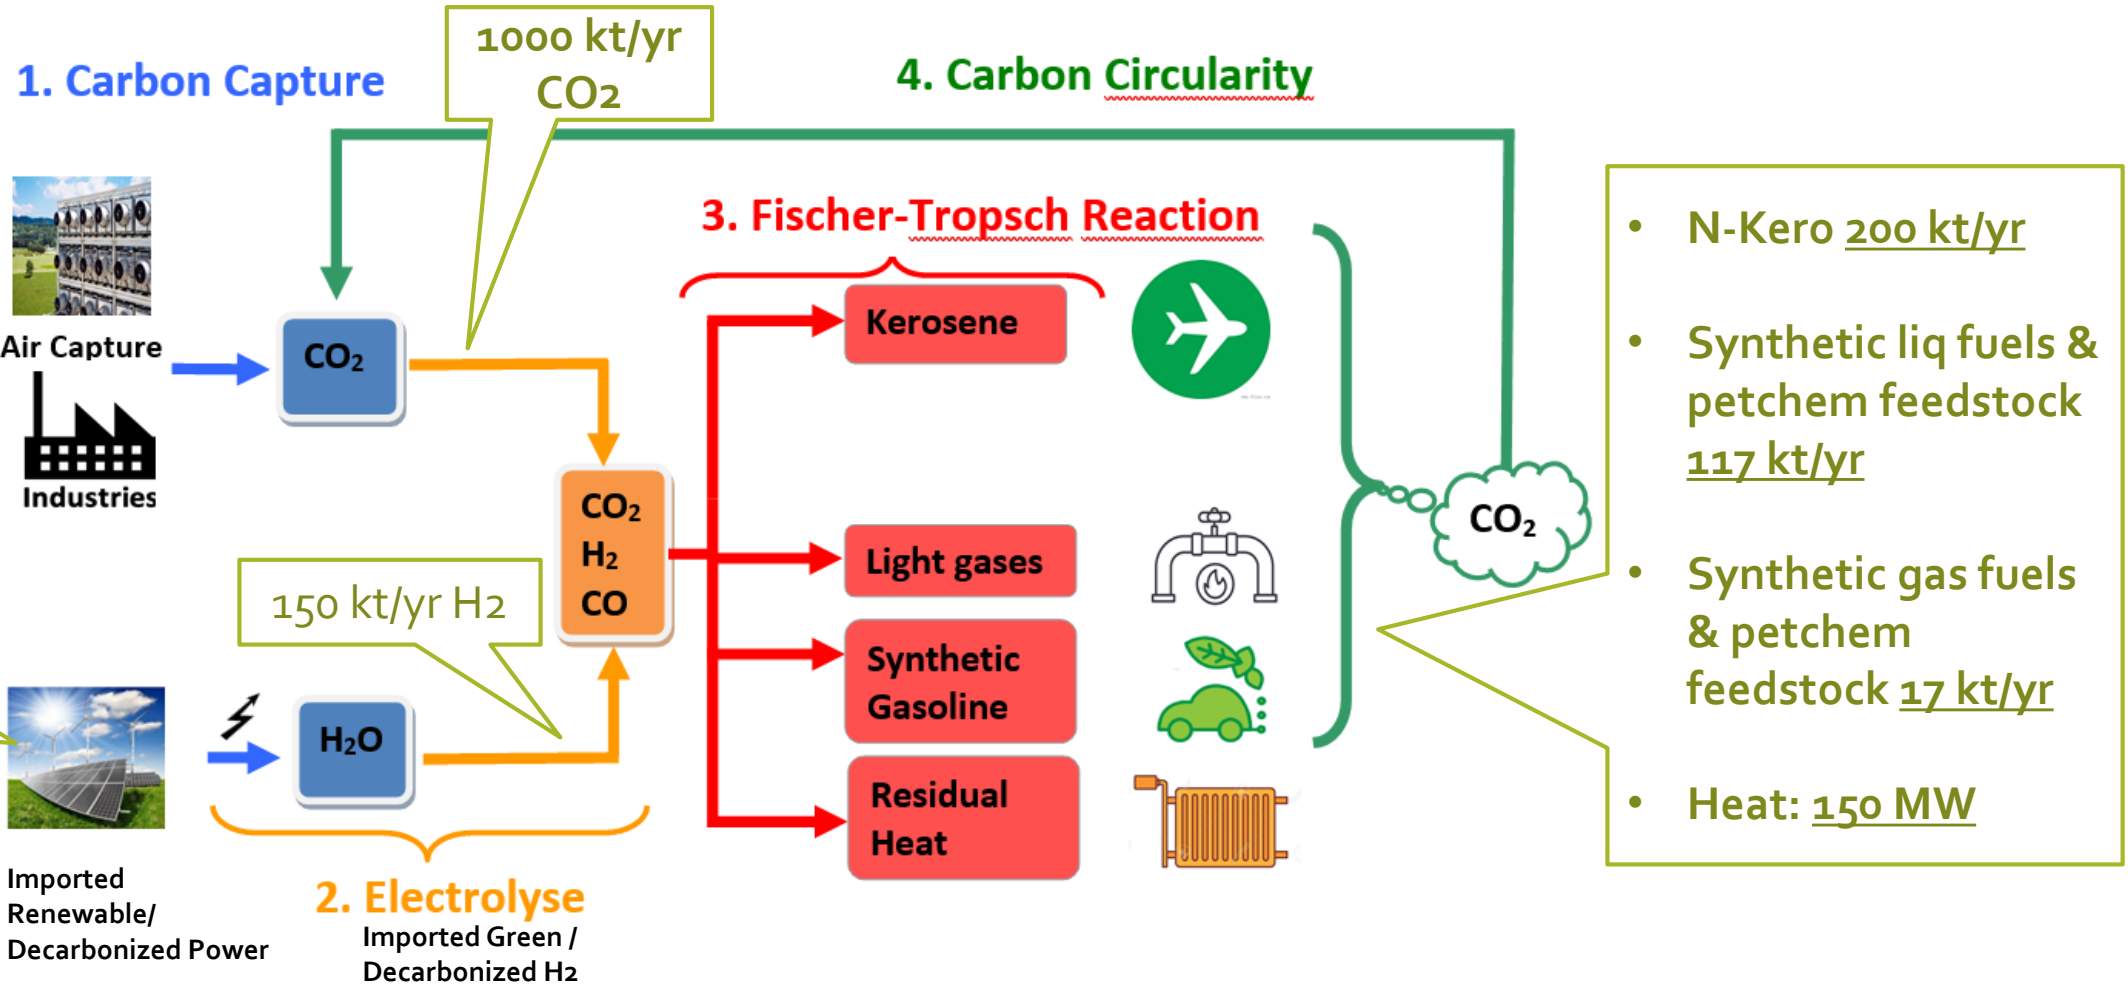 1000 kt/yr
CO2
1. Carbon Capture
4. Carbon Circularity
3. Fischer-Tropsch Reaction
Air Capture
Industries
CO₂
CO₂
H₂
CO
150 kt/yr H2
H₂O
Imported
Renewable/
Decarbonized Power
2. Electrolyse
Imported Green /
Decarbonized H2
Kerosene
Light gases
Synthetic
Gasoline
Residual
Heat
CO₂
• N-Kero 200 kt/yr
• Synthetic liq fuels &
petchem feedstock
117 kt/yr
• Synthetic gas fuels
& petchem
feedstock 17 kt/yr
• Heat: 150 MW